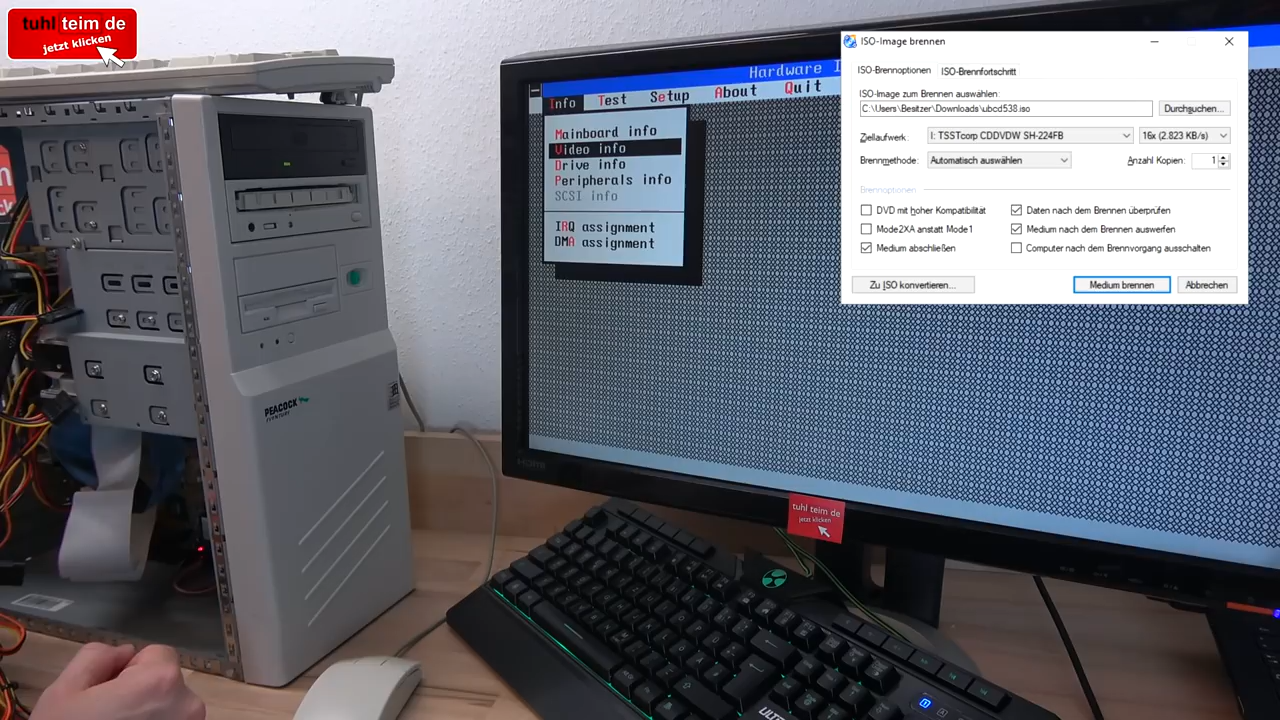 tuhl teim de
jetzt klicken
Hardware
Info Test Setup About Quit
Mainboard info
Video info
Drive info
Peripherals info
SCSI info
IRQ assignment
DMA assignment
ISO-Image brennen
ISO-Brennoptionen ISO-Brennfortschritt
ISO-Image zum Brennen auswählen:
C:\Users\Besitzer\Downloads\ubcd538.iso Durchsuchen...
Ziellaufwerk: I: TSSTcorp CDDVDW SH-224FB 16x (2.823 KB/s)
Brennmethode: Automatisch auswählen Anzahl Kopien: 1
Brennoptionen
DVD mit hoher Kompatibilität Daten nach dem Brennen überprüfen
Mode2XA anstatt Mode1 Medium nach dem Brennen auswerfen
Medium abschließen Computer nach dem Brennvorgang ausschalten
Zu ISO konvertieren... Medium brennen Abbrechen
PEACOCK
HDMI
tuhl teim de
jetzt klicken